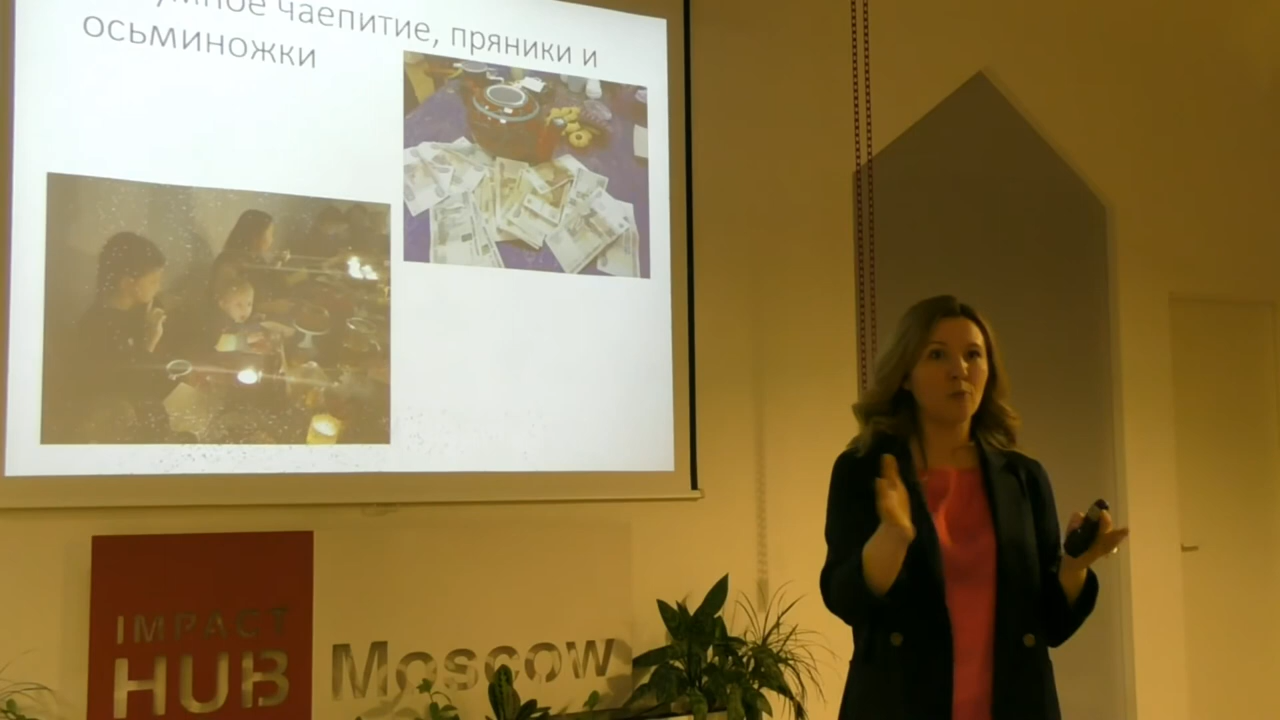 чаепитие, пряники и
осьминожки
IMPACT
HUB
Moscow